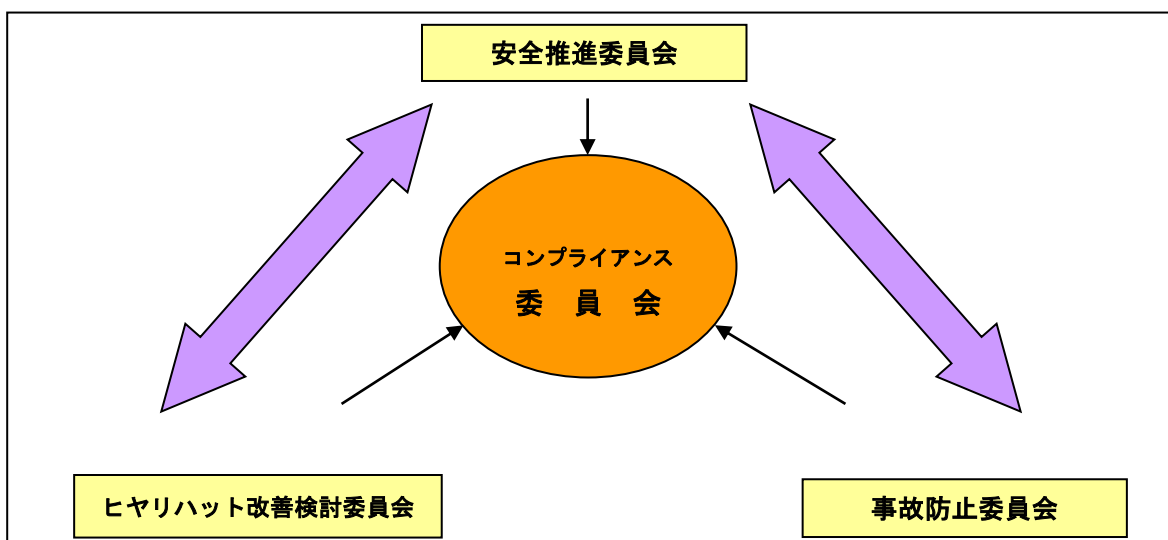 安全推進委員会
コンプライアンス
委　員　会
ヒヤリハット改善検討委員会
事故防止委員会